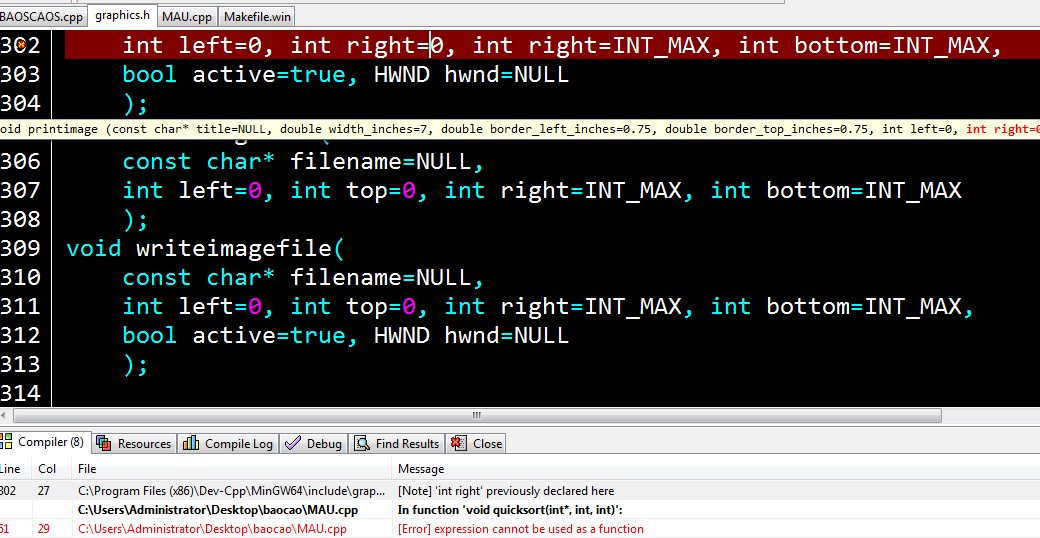 BAOSCAOS.cpp graphics.h MAU.cpp Makefile.win
302 int left=0, int right=0, int right=INT_MAX, int bottom=INT_MAX,
303 bool active=true, HWND hwnd=NULL
304 );
oid printimage (const char* title=NULL, double width_inches=7, double border_left_inches=0.75, double border_top_inches=0.75, int left=0, int right=0
306 const char* filename=NULL,
307 int left=0, int top=0, int right=INT_MAX, int bottom=INT_MAX
308 );
309 void writeimagefile(
310 const char* filename=NULL,
311 int left=0, int top=0, int right=INT_MAX, int bottom=INT_MAX,
312 bool active=true, HWND hwnd=NULL
313 );
314
Compiler (8) Resources Compile Log Debug Find Results Close
Line Col File Message
302 27 C:\Program Files (x86)\Dev-Cpp\MinGW64\include\grap... [Note] 'int right' previously declared here
C:\Users\Administrator\Desktop\baocao\MAU.cpp In function 'void quicksort(int*, int, int)':
51 29 C:\Users\Administrator\Desktop\baocao\MAU.cpp [Error] expression cannot be used as a function